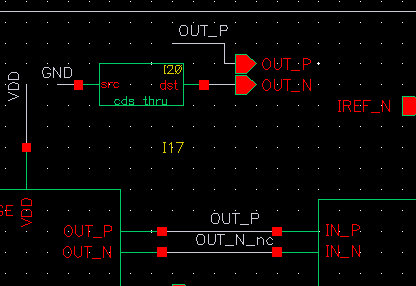 OUT_P
GND
I20
OUT_P
VDD
src
dst
OUT_N
cds_thru
IREF_N
I17
GE
VDD
OUT_P
OUT_P
IN_P
OUT_N
OUT_N_nc
IN_N